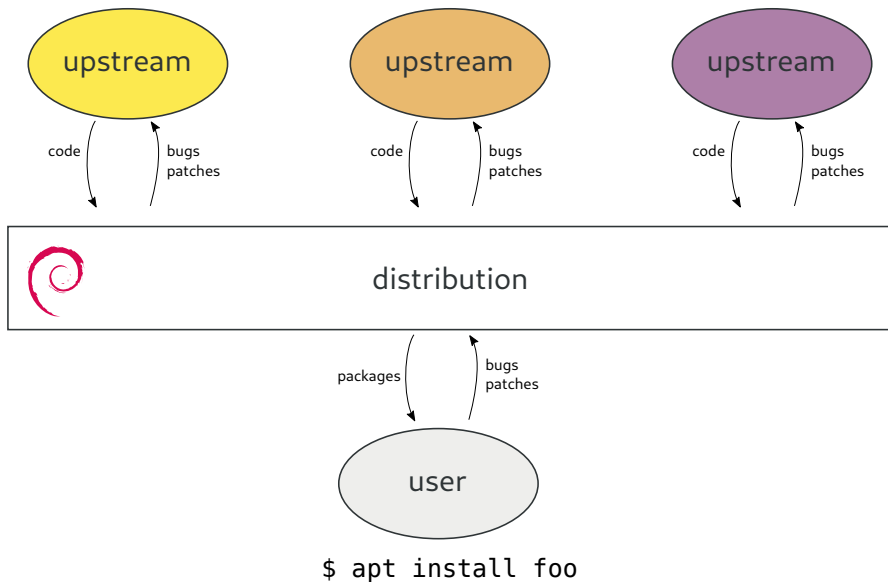 upstream
upstream
upstream
code
bugs
patches
code
bugs
patches
code
bugs
patches
distribution
packages
bugs
patches
user
$ apt install foo